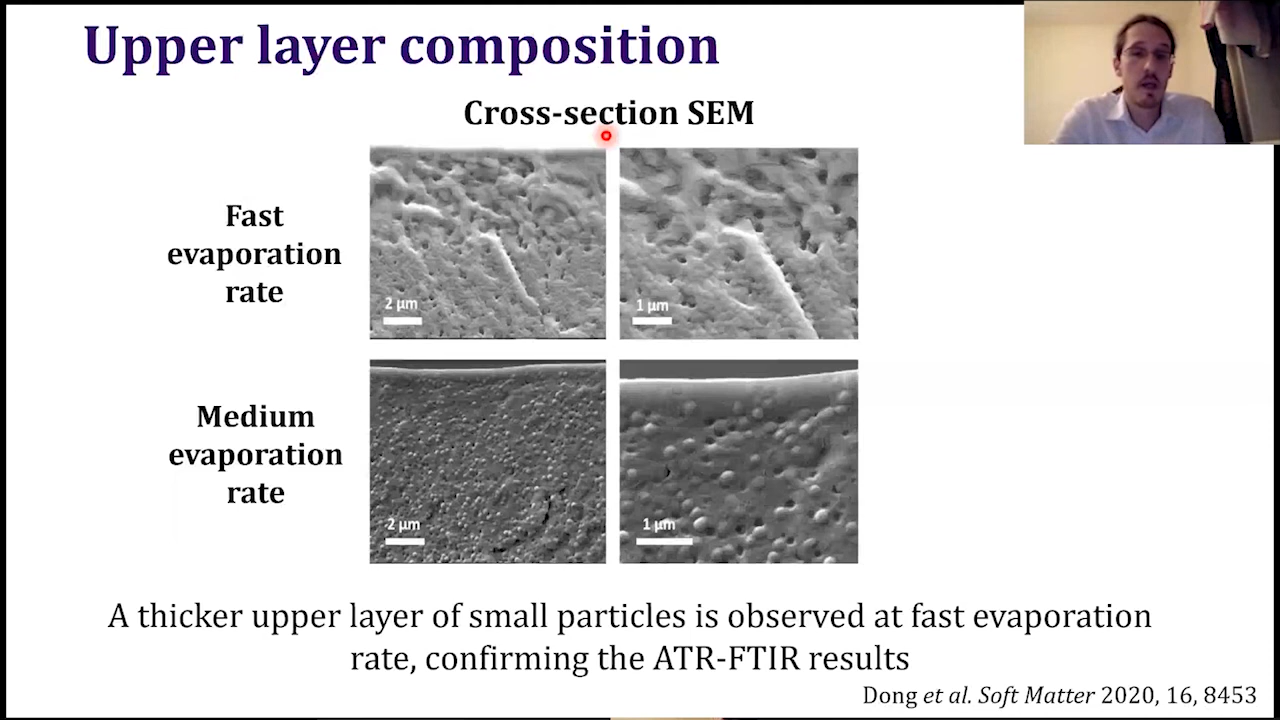 Upper layer composition
Cross-section SEM
Fast
evaporation
rate
2 µm
1 µm
Medium
evaporation
rate
2 µm
1 µm
A thicker upper layer of small particles is observed at fast evaporation
rate, confirming the ATR-FTIR results
Dong et al. Soft Matter 2020, 16, 8453